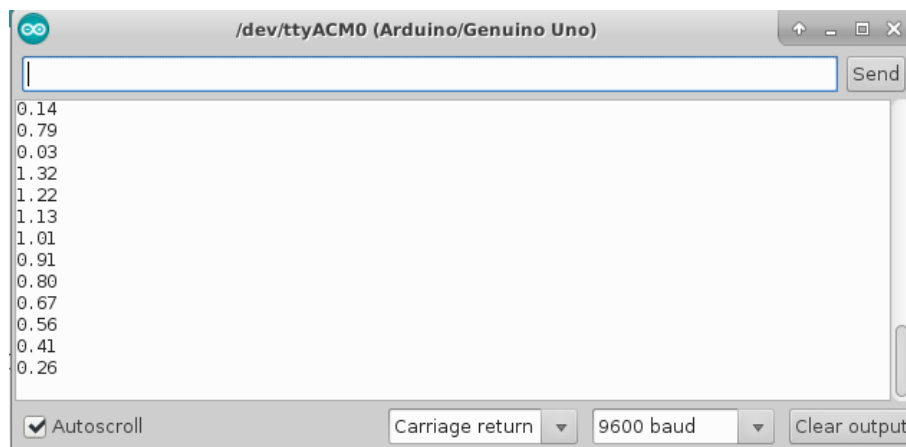 /dev/ttyACM0 (Arduino/Genuino Uno)
Send
0.14
0.79
0.03
1.32
1.22
1.13
1.01
0.91
0.80
0.67
0.56
0.41
0.26
Autoscroll
Carriage return
9600 baud
Clear output